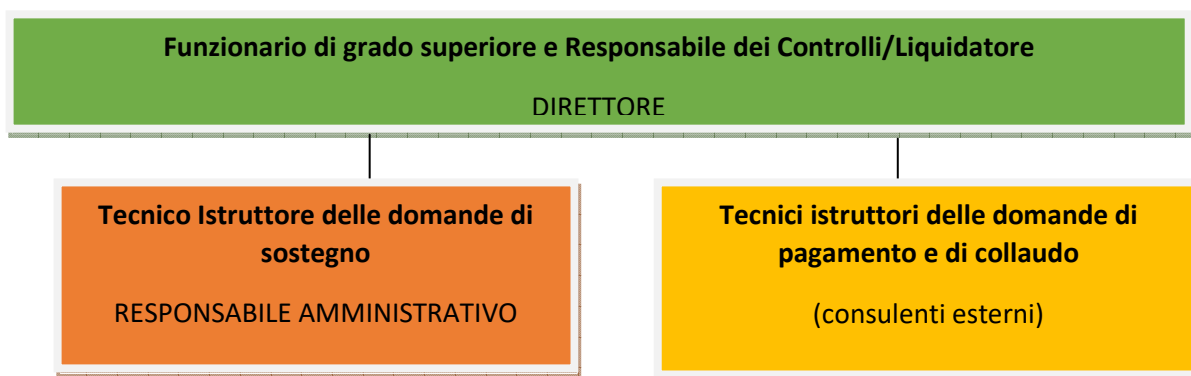 Funzionario di grado superiore e Responsabile dei Controlli/Liquidatore
DIRETTORE
Tecnico Istruttore delle domande di
sostegno
RESPONSABILE AMMINISTRATIVO
Tecnici istruttori delle domande di
pagamento e di collaudo
(consulenti esterni)